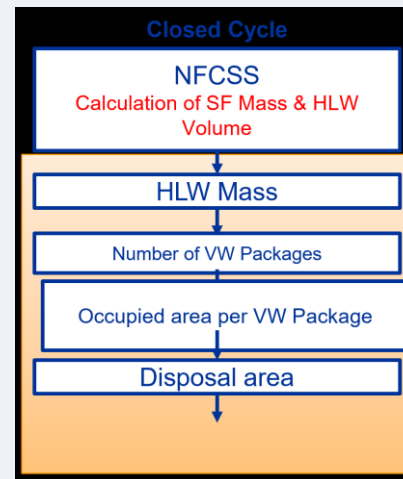 Closed Cycle
NFCSS
Calculation of SF Mass & HLW
Volume
HLW Mass
Number of VW Packages
Occupied area per VW Package
Disposal area